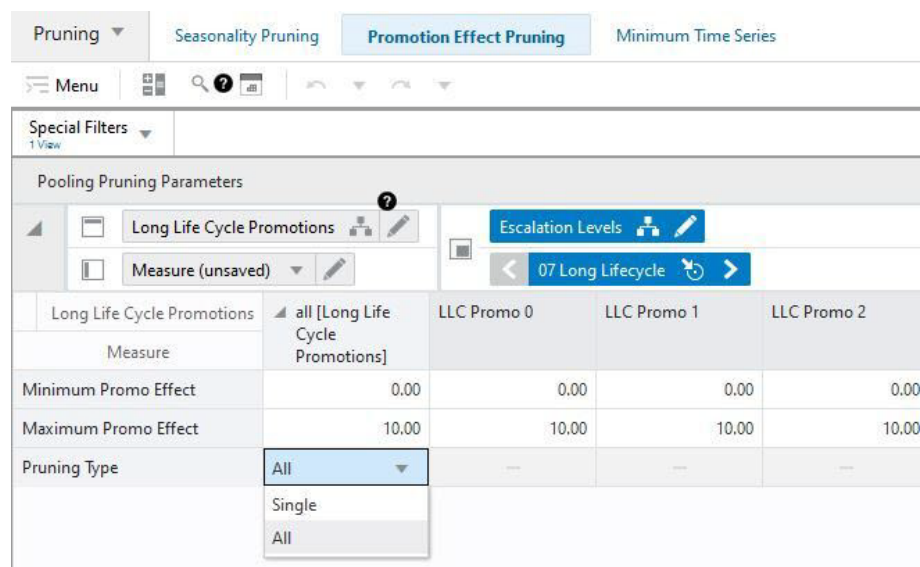 Pruning
Seasonality Pruning
Promotion Effect Pruning
Minimum Time Series
Menu
?
Special Filters
1 View
Pooling Pruning Parameters
?
Long Life Cycle Promotions
Escalation Levels
Measure (unsaved)
07 Long Lifecycle
Long Life Cycle Promotions
all [Long Life
Cycle
Promotions]
LLC Promo 0
LLC Promo 1
LLC Promo 2
Measure
Minimum Promo Effect
0.00
0.00
0.00
0.00
Maximum Promo Effect
10.00
10.00
10.00
10.00
Pruning Type
All
---
---
---
Single
All